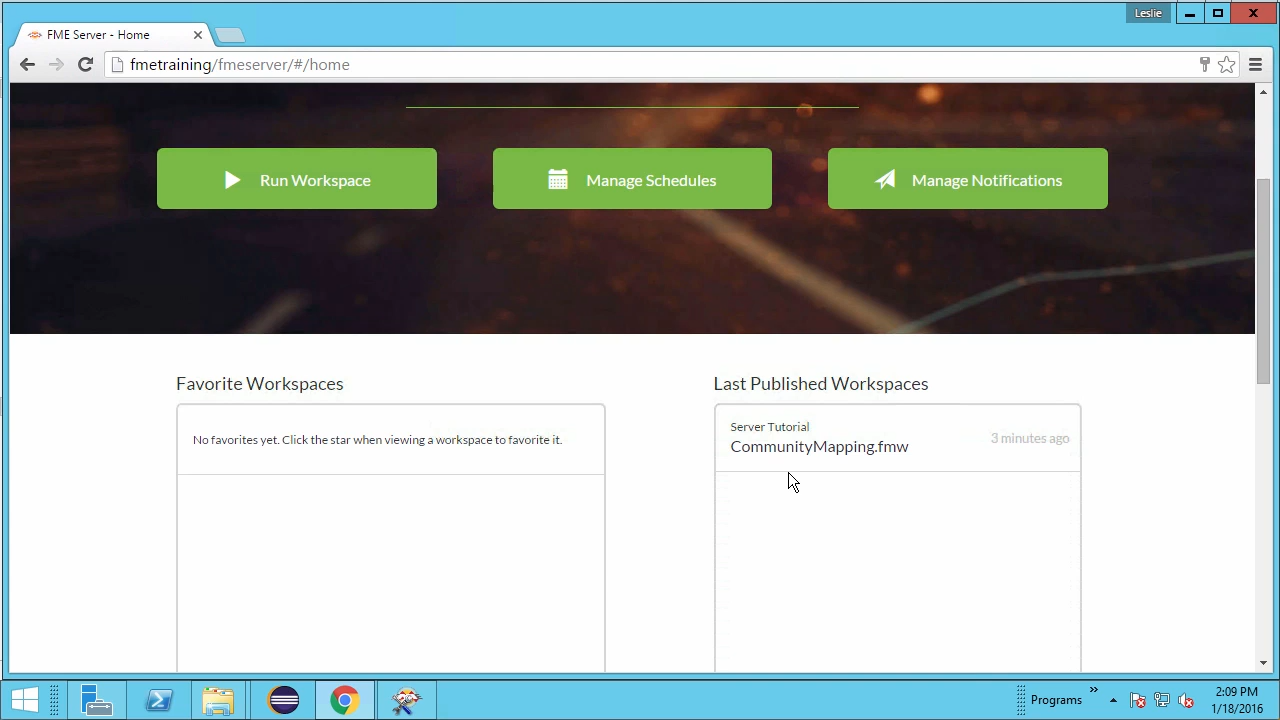 Leslie
FME Server - Home
fmetraining/fmeserver/#/home
Run Workspace
Manage Schedules
Manage Notifications
Favorite Workspaces
Last Published Workspaces
No favorites yet. Click the star when viewing a workspace to favorite it.
Server Tutorial
CommunityMapping.fmw
3 minutes ago
Programs
2:09 PM
1/18/2016